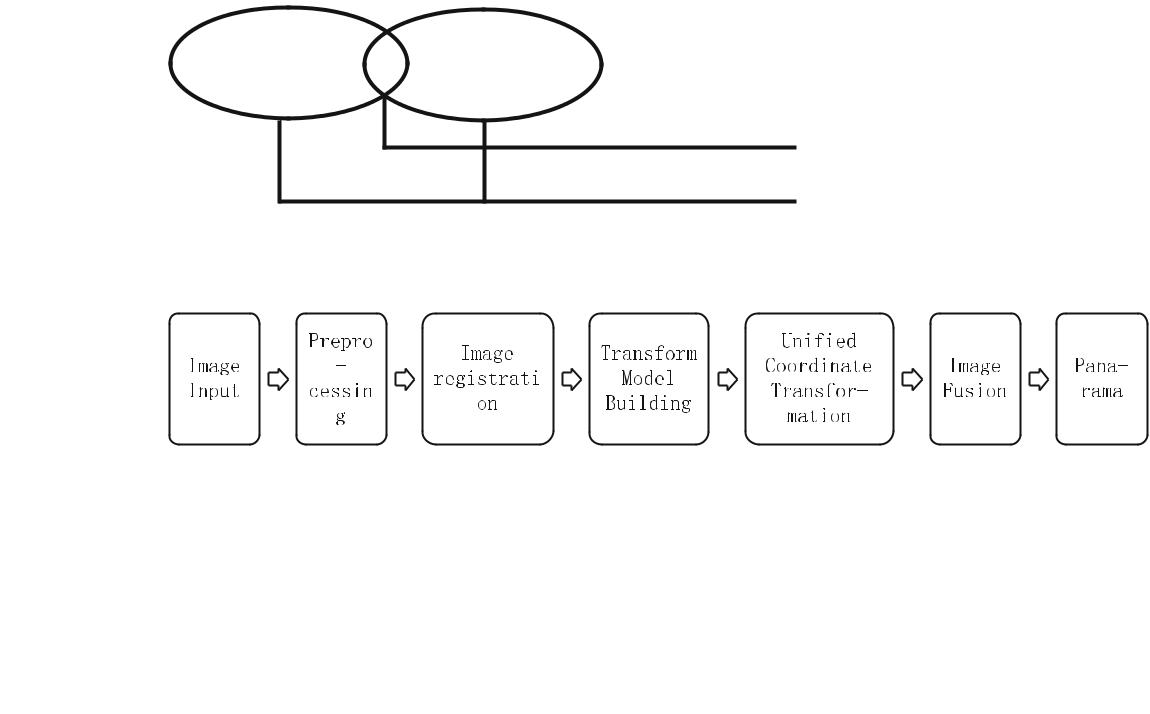 Image
Input
Prepro
-
cessin
g
Image
registrati
on
Transform
Model
Building
Unified
Coordinate
Transfor-
mation
Image
Fusion
Pana-
rama